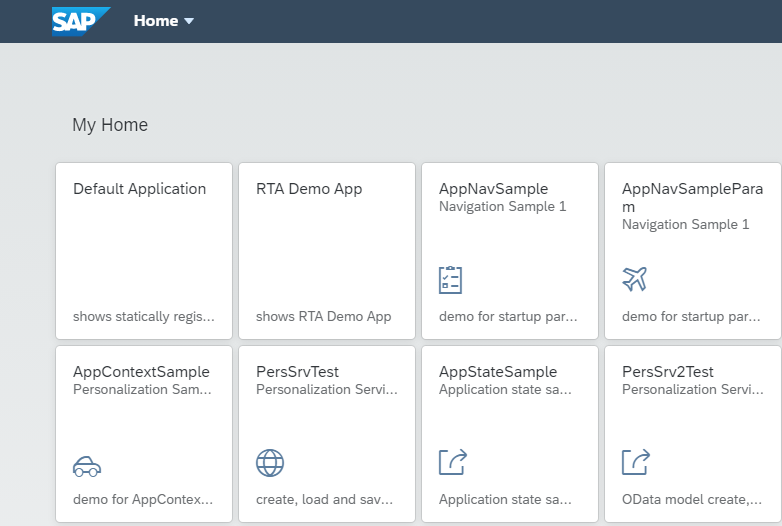 SAP Home
My Home
Default Application
shows statically regis...
RTA Demo App
shows RTA Demo App
AppNavSample
Navigation Sample 1
demo for startup par...
AppNavSamplePara
m
Navigation Sample 1
demo for startup par...
AppContextSample
Personalization Sam...
demo for AppContex...
PersSrvTest
Personalization Servi...
create, load and sav...
AppStateSample
Application state sa...
Application state sa...
PersSrv2Test
Personalization Servi...
OData model create,...